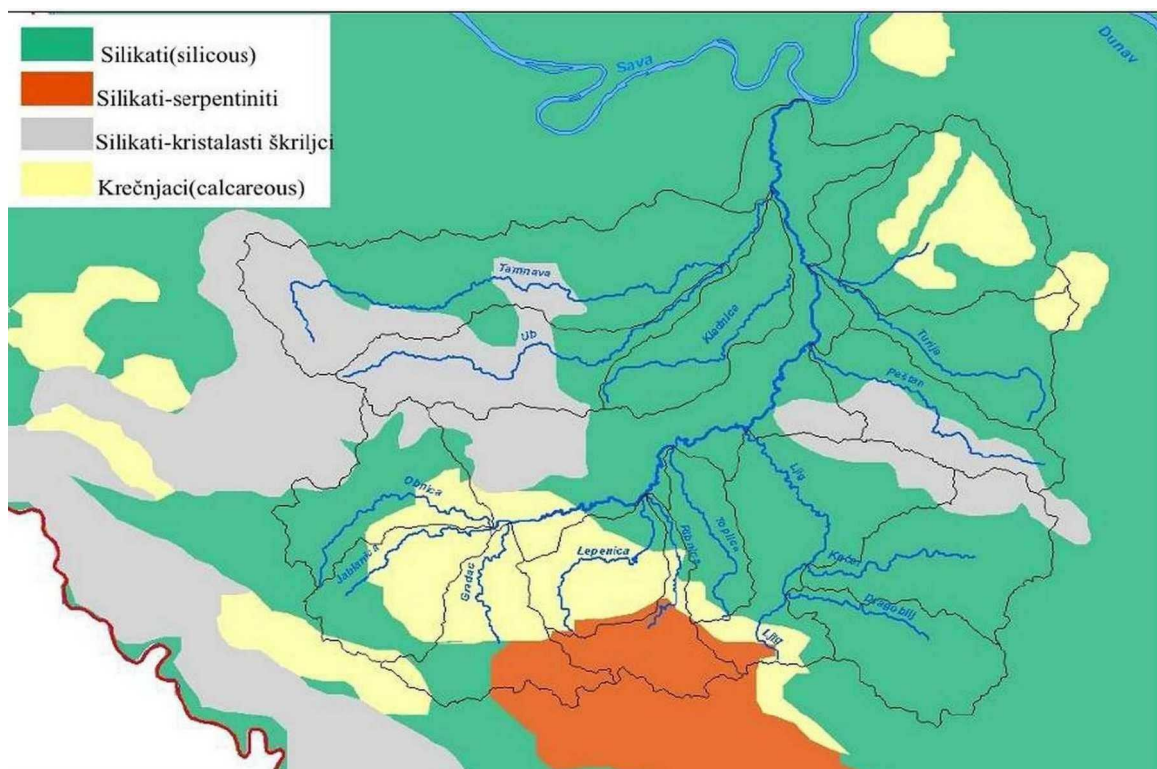 Silikati(silicous)
Silikati-serpentiniti
Silikati-kristalasti škriljci
Krečnjaci(calcareous)
Sava
Dunav
Tamnava
Ub
Kladnica
Turija
Peštan
Ljig
Obnica
Jablanica
Gradac
Lepenica
Ribnica
Toplica
Kačer
Dragobilj
Ljig